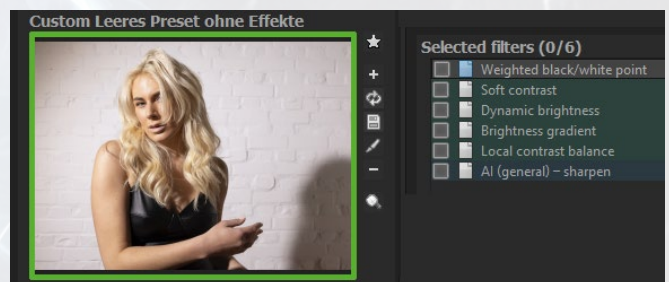 Custom Leeres Preset ohne Effekte
Selected filters (0/6)
Weighted black/white point
Soft contrast
Dynamic brightness
Brightness gradient
Local contrast balance
AI (general) – sharpen